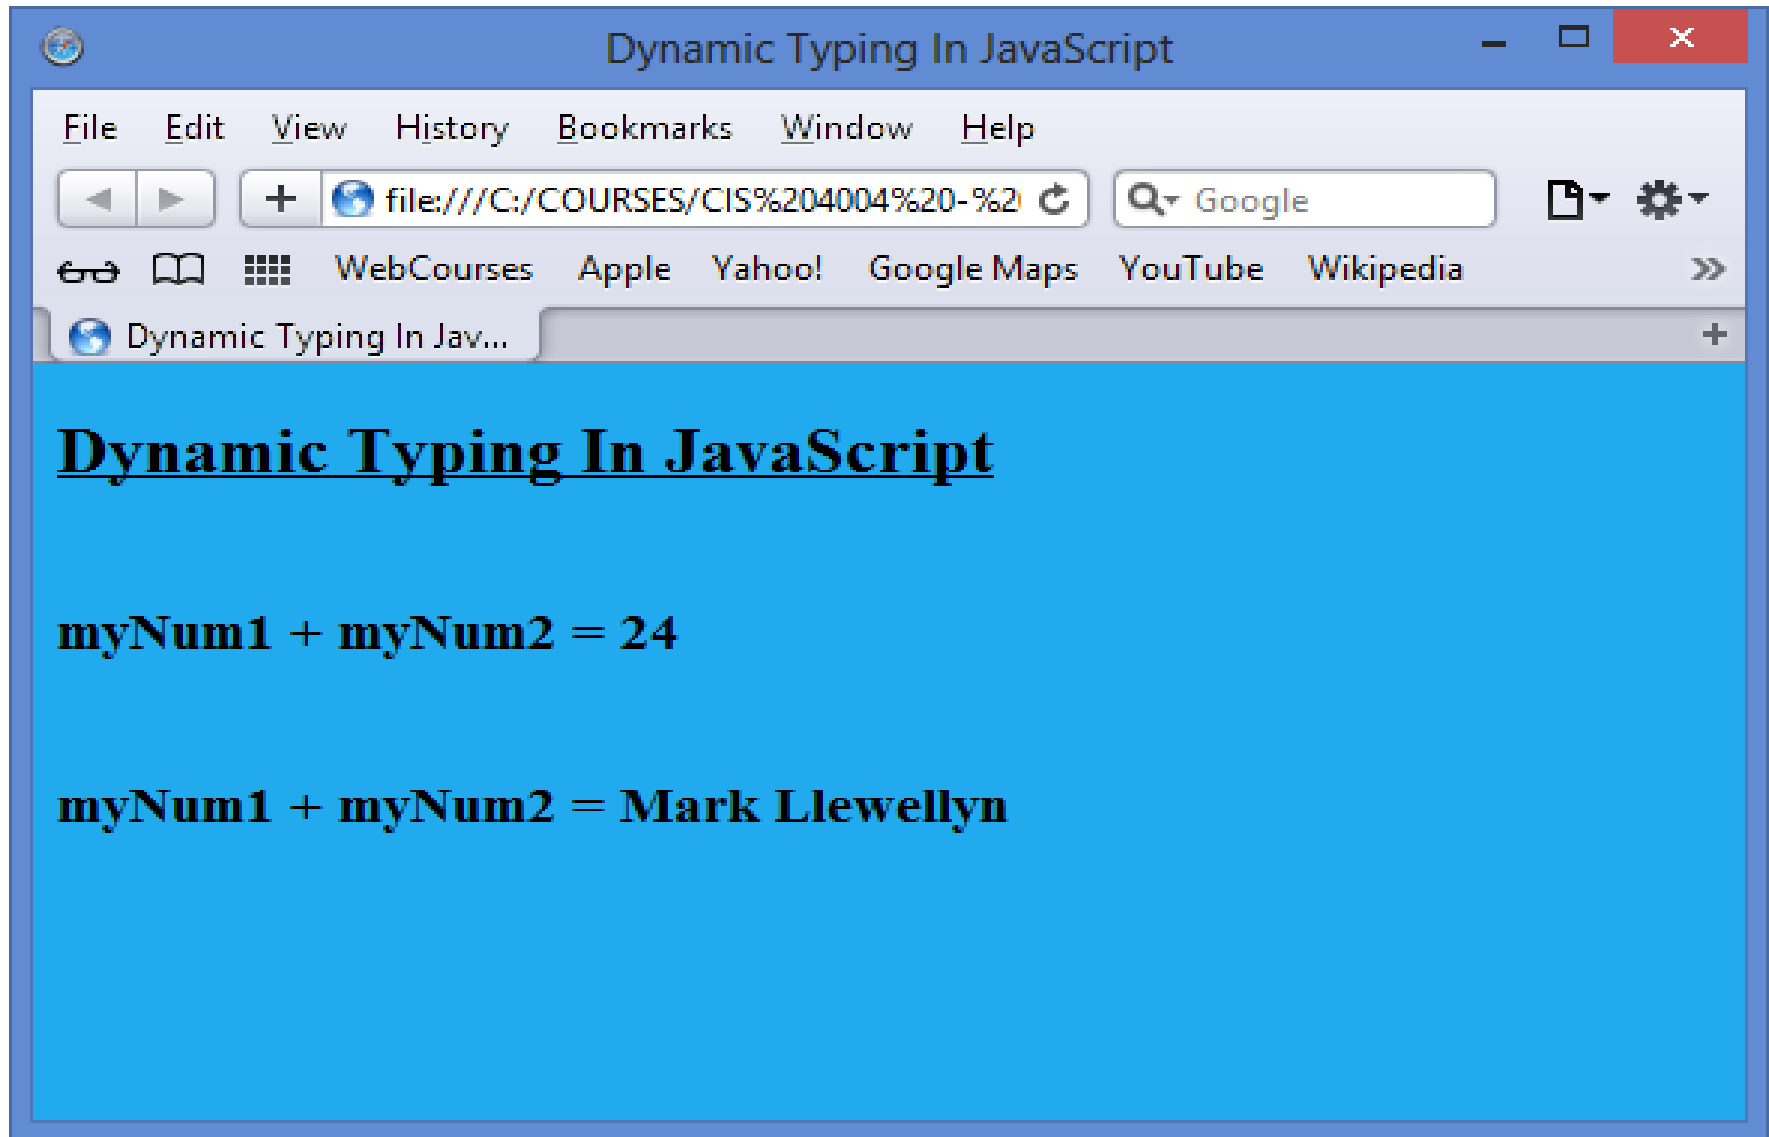 Dynamic Typing In JavaScript
File Edit View History Bookmarks Window Help
file:///C:/COURSES/CIS%204004%20-%20 Google
WebCourses Apple Yahoo! Google Maps YouTube Wikipedia
Dynamic Typing In Jav...
Dynamic Typing In JavaScript
myNum1 + myNum2 = 24
myNum1 + myNum2 = Mark Llewellyn